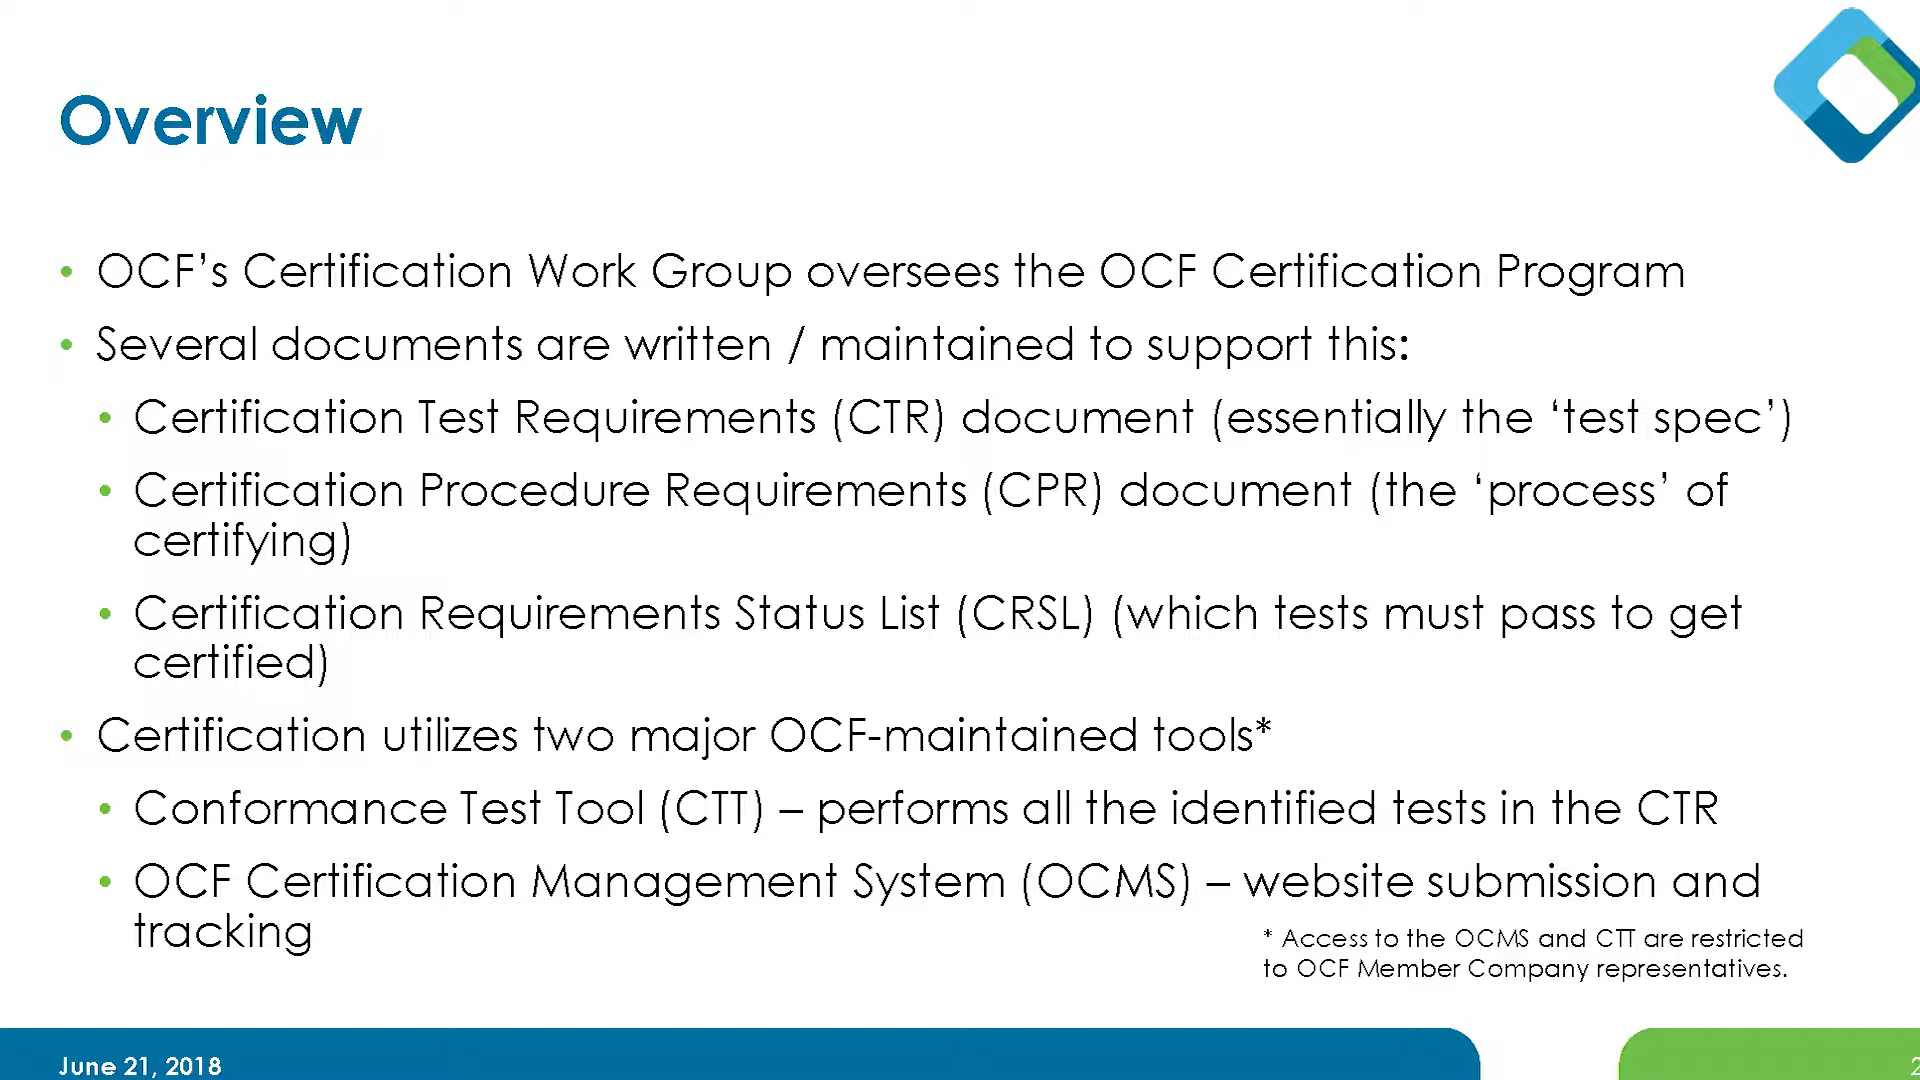 Overview
• OCF’s Certification Work Group oversees the OCF Certification Program
• Several documents are written / maintained to support this:
• Certification Test Requirements (CTR) document (essentially the ‘test spec’)
• Certification Procedure Requirements (CPR) document (the ‘process’ of
certifying)
• Certification Requirements Status List (CRSL) (which tests must pass to get
certified)
• Certification utilizes two major OCF-maintained tools*
• Conformance Test Tool (CTT) – performs all the identified tests in the CTR
• OCF Certification Management System (OCMS) – website submission and
tracking
* Access to the OCMS and CTT are restricted
to OCF Member Company representatives.
June 21, 2018
2